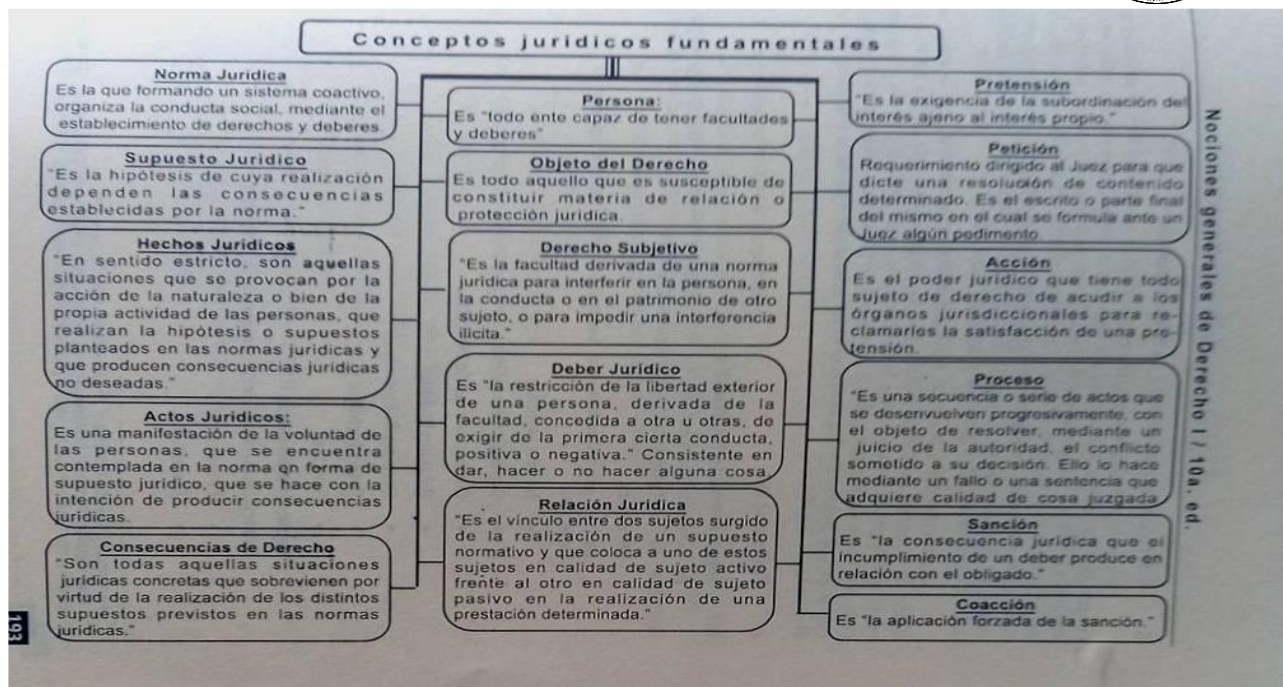 Conceptos jurídicos fundamentales
Norma Jurídica
Es la que formando un sistema coactivo,
organiza la conducta social, mediante el
establecimiento de derechos y deberes.
Supuesto Jurídico
"Es la hipótesis de cuya realización
dependen las consecuencias
establecidas por la norma."
Hechos Jurídicos
"En sentido estricto, son aquellas
situaciones que se provocan por la
acción de la naturaleza o bien de la
propia actividad de las personas, que
realizan la hipótesis o supuestos
planteados en las normas jurídicas y
que producen consecuencias jurídicas
no deseadas."
Actos Jurídicos:
Es una manifestación de la voluntad de
las personas, que se encuentra
contemplada en la norma qn forma de
supuesto jurídico, que se hace con la
intención de producir consecuencias
jurídicas.
Consecuencias de Derecho
"Son todas aquellas situaciones
jurídicas concretas que sobrevienen por
virtud de la realización de los distintos
supuestos previstos en las normas
jurídicas."
Persona:
Es "todo ente capaz de tener facultades
y deberes"
Objeto del Derecho
Es todo aquello que es susceptible de
constituir materia de relación o
protección jurídica.
Derecho Subjetivo
"Es la facultad derivada de una norma
jurídica para interferir en la persona, en
la conducta o en el patrimonio de otro
sujeto, o para impedir una interferencia
ilícita."
Deber Jurídico
Es "la restricción de la libertad exterior
de una persona, derivada de la
facultad, concedida a otra u otras, de
exigir de la primera cierta conducta,
positiva o negativa." Consistente en
dar, hacer o no hacer alguna cosa.
Relación Jurídica
"Es el vínculo entre dos sujetos surgido
de la realización de un supuesto
normativo y que coloca a uno de estos
sujetos en calidad de sujeto activo
frente al otro en calidad de sujeto
pasivo en la realización de una
prestación determinada."
Pretensión
"Es la exigencia de la subordinación del
interés ajeno al interés propio."
Petición
Requerimiento dirigido al Juez para que
dicte una resolución de contenido
determinado. Es el escrito o parte final
del mismo en el cual se formula ante un
Juez algún pedimento.
Acción
Es el poder jurídico que tiene todo
sujeto de derecho de acudir a los
órganos jurisdiccionales para re-
clamarles la satisfacción de una pre-
tensión.
Proceso
"Es una secuencia o serie de actos que
se desenvuelven progresivamente, con
el objeto de resolver, mediante un
juicio de la autoridad, el conflicto
sometido a su decisión. Ello lo hace
mediante un fallo o una sentencia que
adquiere calidad de cosa juzgada
Sanción
Es "la consecuencia jurídica que el
incumplimiento de un deber produce en
relación con el obligado."
Coacción
Es "la aplicación forzada de la sanción."
Nociones generales de Derecho I / 10a. ed.
193